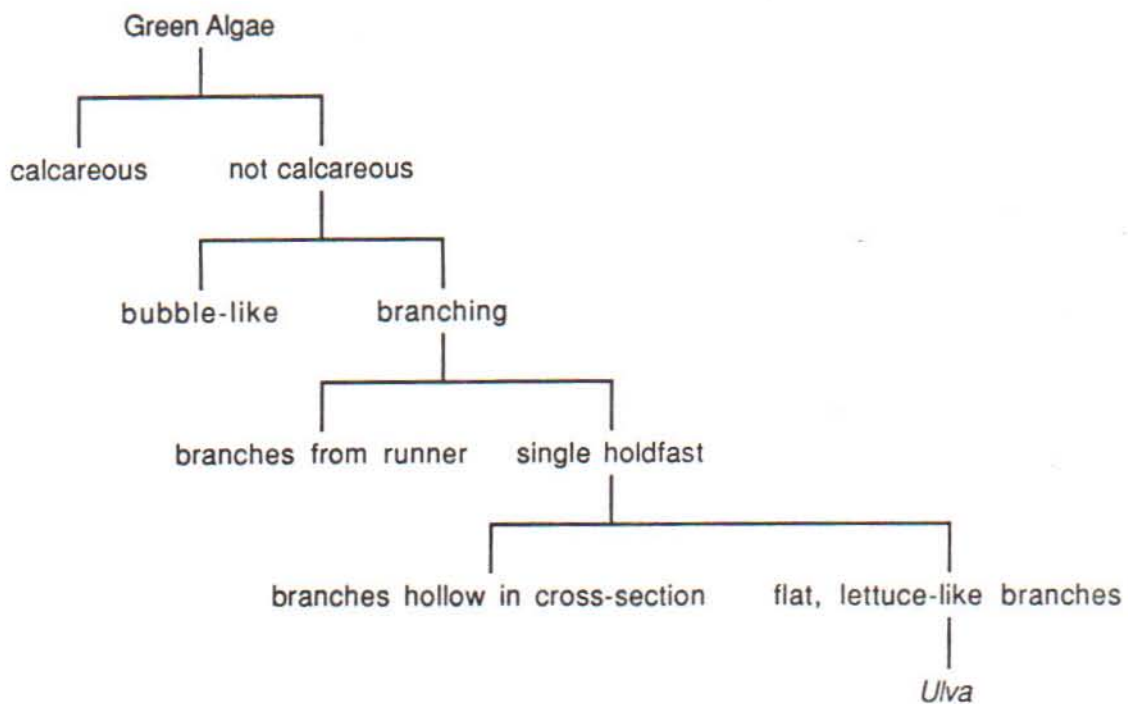 Green Algae
calcareous not calcareous
bubble-like branching
branches from runner single holdfast
branches hollow in cross-section flat, lettuce-like branches
Ulva